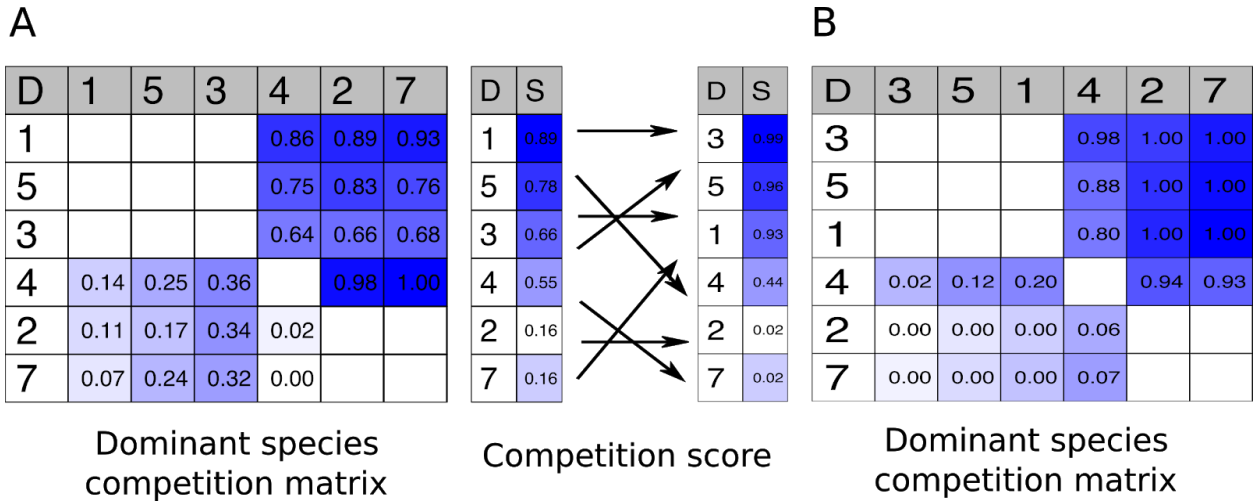 A
B
D 1 5 3 4 2 7
1 0.86 0.89 0.93
5 0.75 0.83 0.76
3 0.64 0.66 0.68
4 0.14 0.25 0.36 0.98 1.00
2 0.11 0.17 0.34 0.02
7 0.07 0.24 0.32 0.00
Dominant species
competition matrix
D S
1 0.89
5 0.78
3 0.66
4 0.55
2 0.16
7 0.16
D S
3 0.99
5 0.96
1 0.93
4 0.44
2 0.02
7 0.02
Competition score
D 3 5 1 4 2 7
3 0.98 1.00 1.00
5 0.88 1.00 1.00
1 0.80 1.00 1.00
4 0.02 0.12 0.20 0.94 0.93
2 0.00 0.00 0.00 0.06
7 0.00 0.00 0.00 0.07
Dominant species
competition matrix